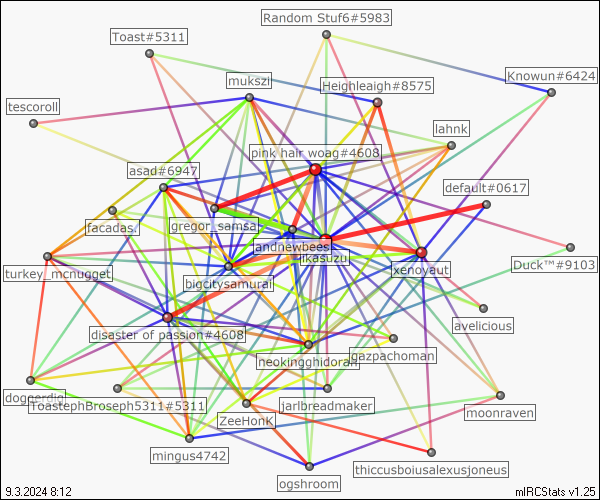 Random Stuf6#5983
Toast#5311
Knowun#6424
mukszi
Heighleaigh#8575
tescoroll
lahnk
pink hair woag#4608
asad#6947
default#0617
facadas.
gregor_samsa
andnewbees
ikasuzu
Duck™#9103
turkey_mcnugget
xenoyaut
bigcitysamurai
avelicious
disaster of passion#4608
neokingghidorah
gazpachoman
doggerdig
ToastephBroseph5311#5311
jarlbreadmaker
moonraven
ZeeHonk
mingus4742
thiccusboiusalexusjoneus
ogshroom
9.3.2024 8:12
mIRCStats v1.25